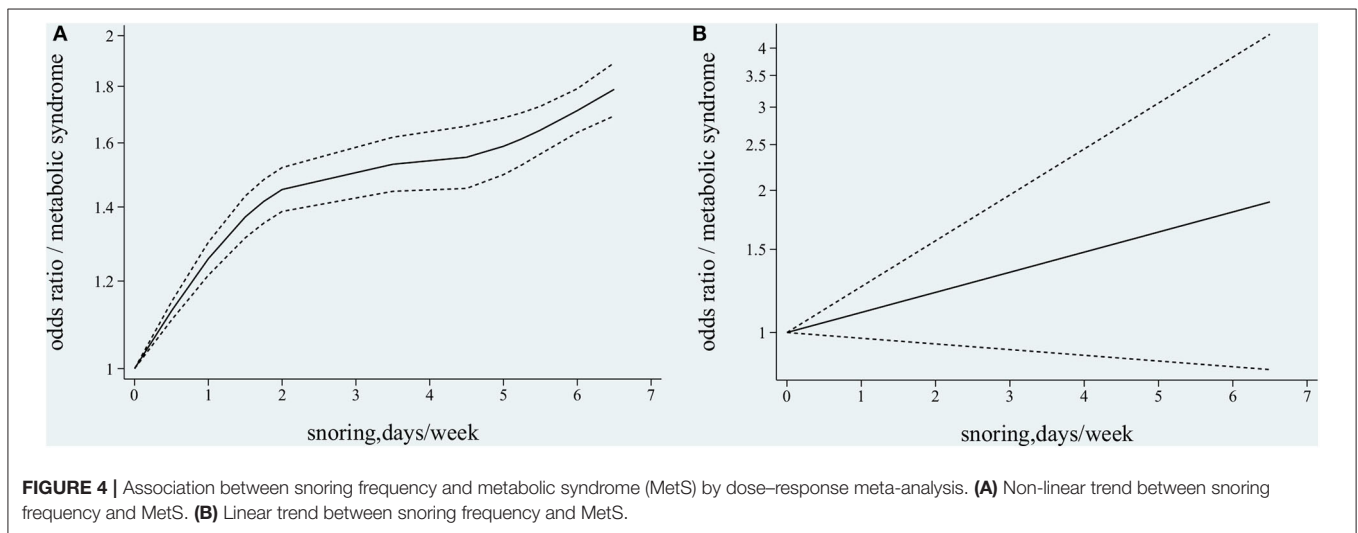 A
odds ratio / metabolic syndrome
2
1.8
1.6
1.4
1.2
1
0 1 2 3 4 5 6 7
snoring,days/week
B
odds ratio / metabolic syndrome
4
3.5
3
2.5
2
1.5
1
0 1 2 3 4 5 6 7
snoring,days/week
FIGURE 4 | Association between snoring frequency and metabolic syndrome (MetS) by dose–response meta-analysis. (A) Non-linear trend between snoring
frequency and MetS. (B) Linear trend between snoring frequency and MetS.